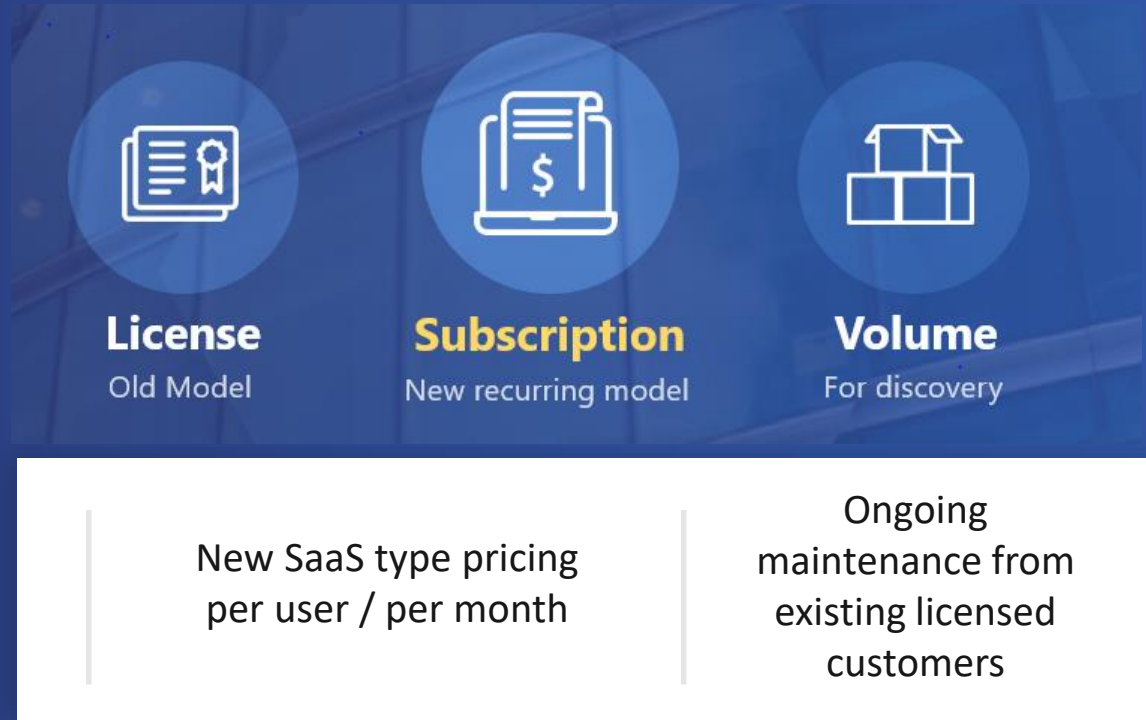 License
Old Model
Subscription
New recurring model
Volume
For discovery
New SaaS type pricing
per user / per month
Ongoing
maintenance from
existing licensed
customers